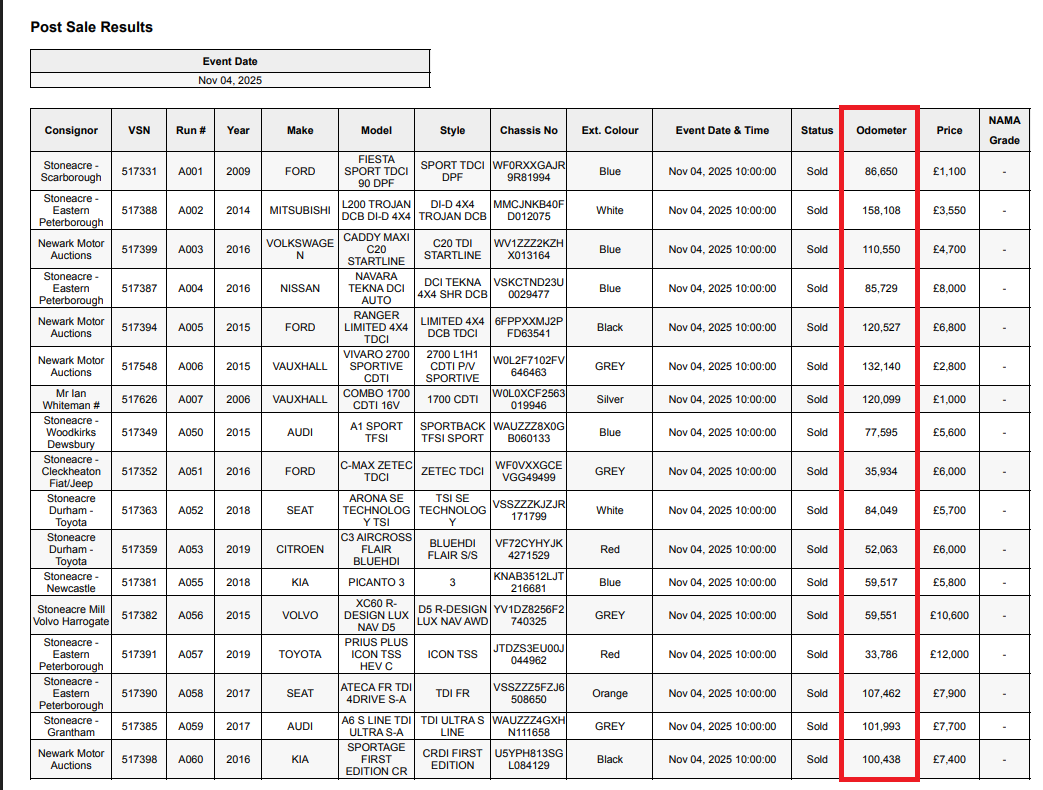 Post Sale Results
Event Date
Nov 04, 2025
Consignor VSN Run # Year Make Model Style Chassis No Ext. Colour Event Date & Time Status Odometer Price NAMA Grade
Stoneacre - Scarborough 517331 A001 2009 FORD FIESTA SPORT TDCI 90 DPF SPORT TDCI DPF WF0RXXGAJR9R81994 Blue Nov 04, 2025 10:00:00 Sold 86,650 £1,100 -
Stoneacre - Eastern Peterborough 517388 A002 2014 MITSUBISHI L200 TROJAN DCB DI-D 4X4 DI-D 4X4 TROJAN DCB MMCJNKB40FD012075 White Nov 04, 2025 10:00:00 Sold 158,108 £3,550 -
Newark Motor Auctions 517399 A003 2016 VOLKSWAGEN CADDY MAXI C20 STARTLINE C20 TDI STARTLINE WV1ZZZ2KZHX013164 Blue Nov 04, 2025 10:00:00 Sold 110,550 £4,700 -
Stoneacre - Eastern Peterborough 517387 A004 2016 NISSAN NAVARA TEKNA DCI AUTO DCI TEKNA 4X4 SHR DCB VSKCTND23U0029477 Blue Nov 04, 2025 10:00:00 Sold 85,729 £8,000 -
Newark Motor Auctions 517394 A005 2015 FORD RANGER LIMITED 4X4 TDCI LIMITED 4X4 DCB TDCI 6FPPXXMJ2PFD63541 Black Nov 04, 2025 10:00:00 Sold 120,527 £6,800 -
Newark Motor Auctions 517548 A006 2015 VAUXHALL VIVARO 2700 SPORTIVE CDTI 2700 L1H1 CDTI P/V SPORTIVE W0L2F7102FV646463 GREY Nov 04, 2025 10:00:00 Sold 132,140 £2,800 -
Mr Ian Whiteman # 517626 A007 2006 VAUXHALL COMBO 1700 CDTI 16V 1700 CDTI W0L0XCF2563019946 Silver Nov 04, 2025 10:00:00 Sold 120,099 £1,000 -
Stoneacre - Woodkirks Dewsbury 517349 A050 2015 AUDI A1 SPORT TFSI SPORTBACK TFSI SPORT WAUZZZ8X0GB060133 Blue Nov 04, 2025 10:00:00 Sold 77,595 £5,600 -
Stoneacre - Cleckheaton Fiat/Jeep 517352 A051 2016 FORD C-MAX ZETEC TDCI ZETEC TDCI WF0VXXGCEVGG49499 GREY Nov 04, 2025 10:00:00 Sold 35,934 £6,000 -
Stoneacre Durham - Toyota 517363 A052 2018 SEAT ARONA SE TECHNOLOGY TSI TSI SE TECHNOLOGY VSSZZZKJZJR171799 White Nov 04, 2025 10:00:00 Sold 84,049 £5,700 -
Stoneacre Durham - Toyota 517359 A053 2019 CITROEN C3 AIRCROSS FLAIR BLUEHDI BLUEHDI FLAIR S/S VF72CYHYJK4271529 Red Nov 04, 2025 10:00:00 Sold 52,063 £6,000 -
Stoneacre - Newcastle 517381 A055 2018 KIA PICANTO 3 3 KNAB3512LJT216681 Blue Nov 04, 2025 10:00:00 Sold 59,517 £5,800 -
Stoneacre Mill Volvo Harrogate 517382 A056 2015 VOLVO XC60 R-DESIGN LUX NAV D5 D5 R-DESIGN LUX NAV AWD YV1DZ8256F2740325 GREY Nov 04, 2025 10:00:00 Sold 59,551 £10,600 -
Stoneacre - Eastern Peterborough 517391 A057 2019 TOYOTA PRIUS PLUS ICON TSS HEV C ICON TSS JTDZS3EU00J044962 Red Nov 04, 2025 10:00:00 Sold 33,786 £12,000 -
Stoneacre - Eastern Peterborough 517390 A058 2017 SEAT ATECA FR TDI 4DRIVE S-A TDI FR VSSZZZ5FZJ6508650 Orange Nov 04, 2025 10:00:00 Sold 107,462 £7,900 -
Stoneacre - Grantham 517385 A059 2017 AUDI A6 S LINE TDI ULTRA S-A TDI ULTRA S LINE WAUZZZ4GXHN111658 GREY Nov 04, 2025 10:00:00 Sold 101,993 £7,700 -
Newark Motor Auctions 517398 A060 2016 KIA SPORTAGE FIRST EDITION CR CRDI FIRST EDITION U5YPH813SGL084129 Black Nov 04, 2025 10:00:00 Sold 100,438 £7,400 -